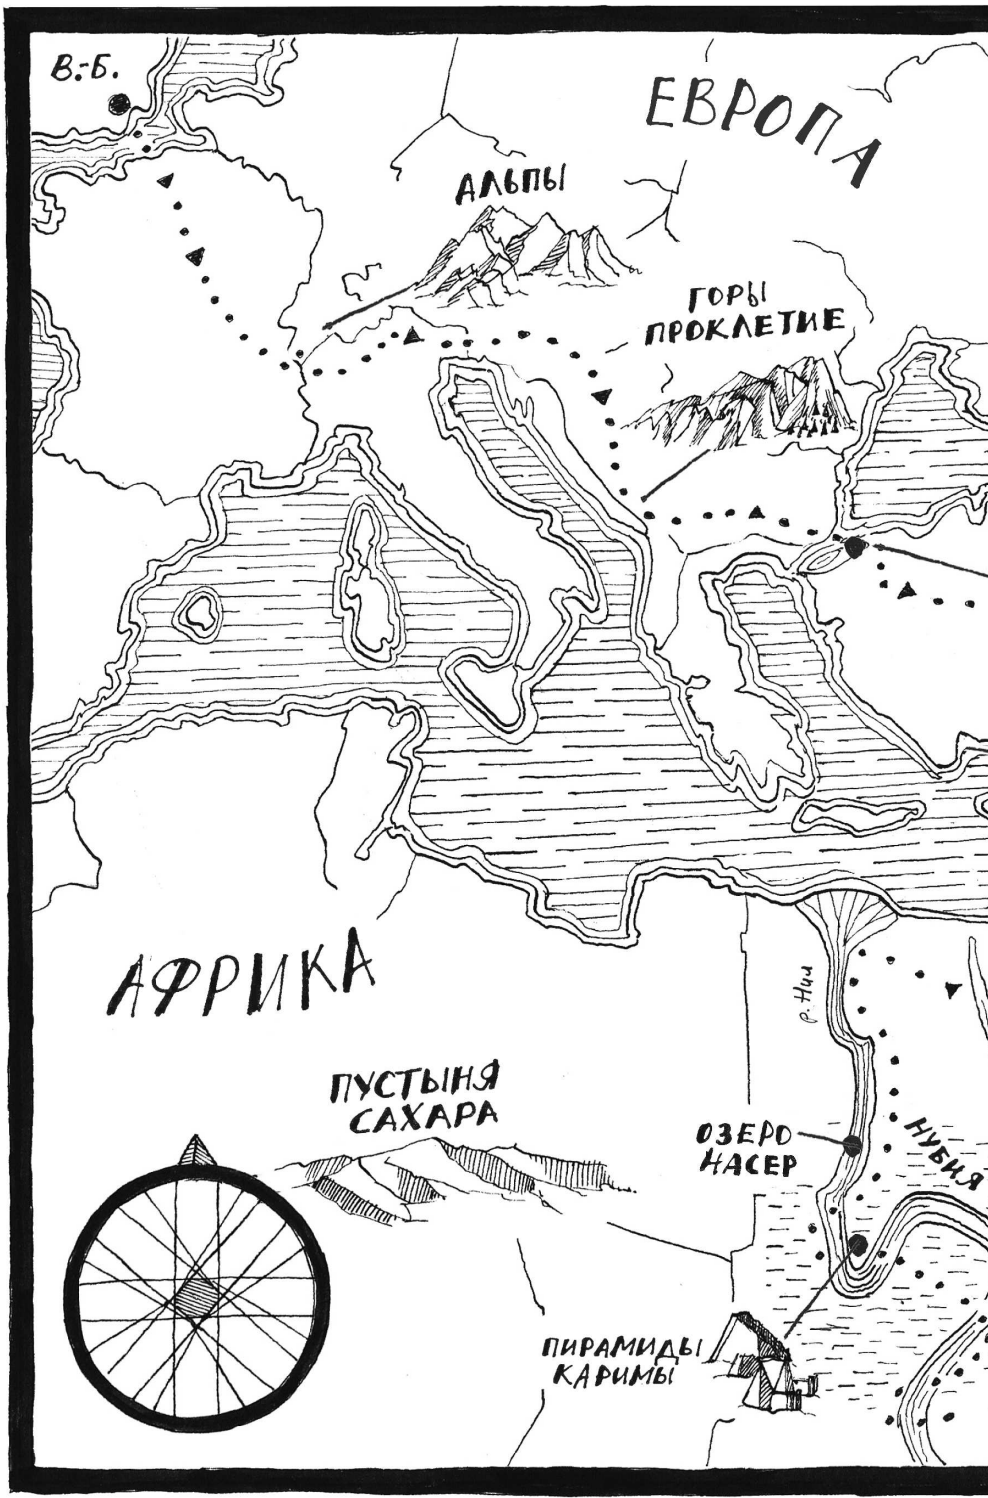 В.-Б.
ЕВРОПА
АЛЬПЫ
ГОРЫ
ПРОКЛЕТИЕ
АФРИКА
р. Нил
ПУСТЫНЯ
САХАРА
ОЗЕРО
НАСЕР
НУБИЯ
ПИРАМИДЫ
КАРИМЫ